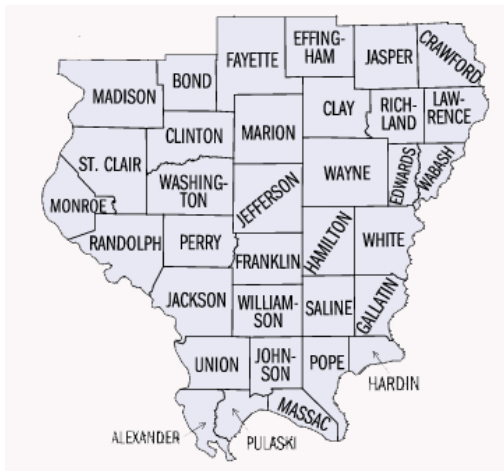 EFFING-
HAM
FAYETTE
JASPER
CRAWFORD
BOND
MADISON
CLAY
RICH-
LAND
LAW-
RENCE
CLINTON
MARION
ST. CLAIR
WAYNE
EDWARDS
WABASH
WASHING-
TON
JEFFERSON
MONROE
RANDOLPH
PERRY
HAMILTON
WHITE
FRANKLIN
JACKSON
WILLIAM-
SON
SALINE
GALLATIN
UNION
JOHN-
SON
POPE
HARDIN
MASSAC
ALEXANDER
PULASKI